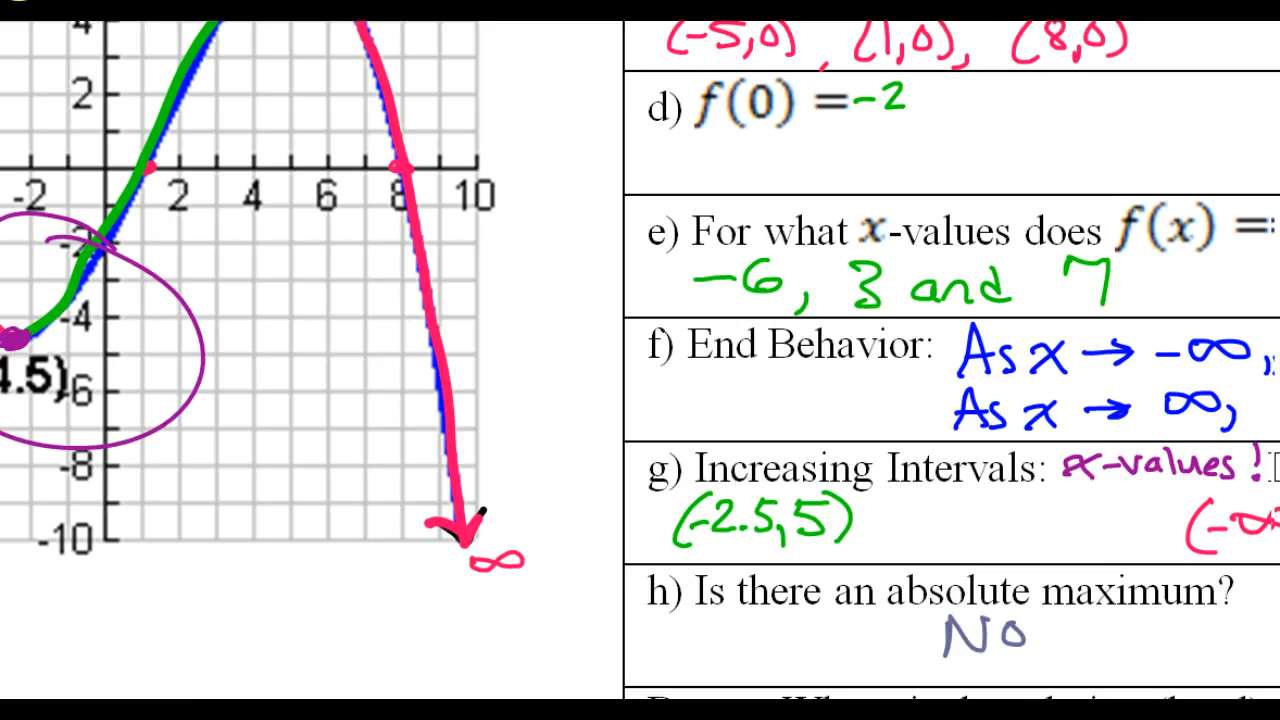 4
2
-2 2 4 6 8 10
-2
-4
4.5)
-6
-8
-10
∞
(-5,0), (1,0), (8,0)
d) f(0) = -2
e) For what x-values does f(x) =
-6, 3 and 7
f) End Behavior: As x → -∞,
As x → ∞,
g) Increasing Intervals: x-values!
(-2.5,5) (-∞
h) Is there an absolute maximum?
No